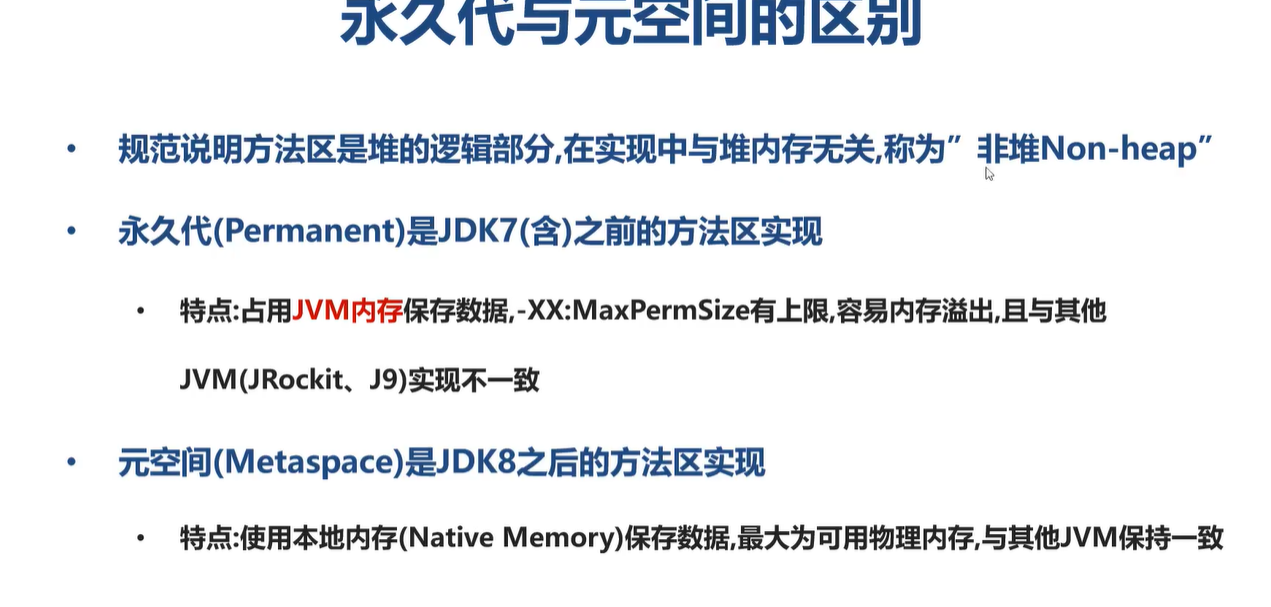 永久代与元空间的区别
• 规范说明方法区是堆的逻辑部分,在实现中与堆内存无关,称为”非堆Non-heap”
• 永久代(Permanent)是JDK7(含)之前的方法区实现
• 特点:占用JVM内存保存数据,-XX:MaxPermSize有上限,容易内存溢出,且与其他
JVM(JRockit、J9)实现不一致
• 元空间(Metaspace)是JDK8之后的方法区实现
• 特点:使用本地内存(Native Memory)保存数据,最大为可用物理内存,与其他JVM保持一致